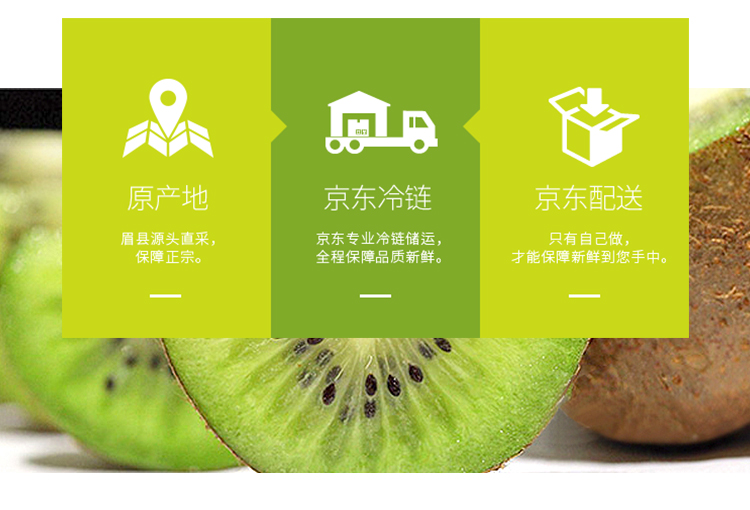 原产地
眉县源头直采，
保障正宗。
京东冷链
京东专业冷链储运，
全程保障品质新鲜。
京东配送
只有自己做，
才能保障新鲜到您手中。